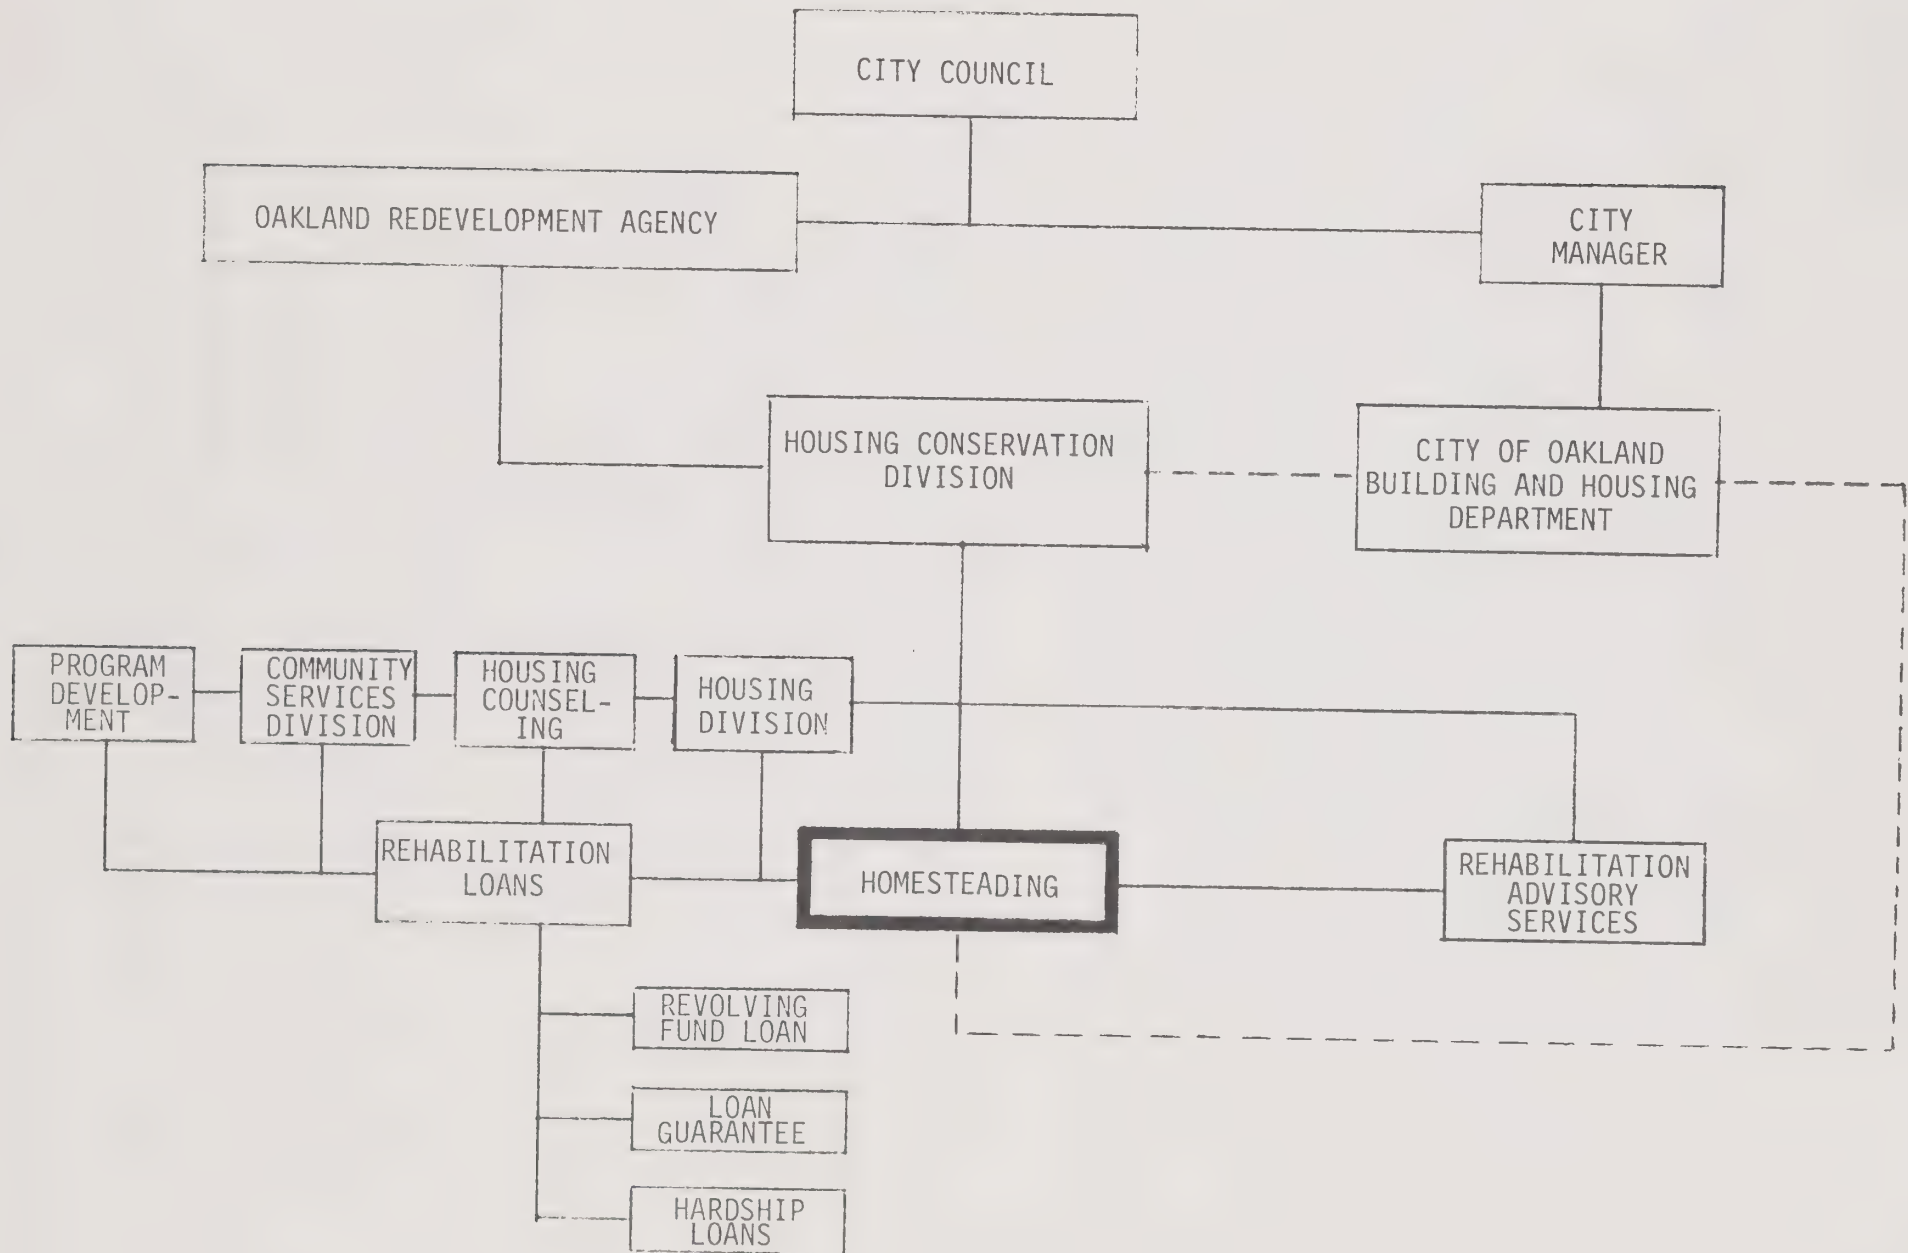 CITY COUNCIL
OAKLAND REDEVELOPMENT AGENCY
CITY
MANAGER
HOUSING CONSERVATION
DIVISION
CITY OF OAKLAND
BUILDING AND HOUSING
DEPARTMENT
PROGRAM
DEVELOP-
MENT
COMMUNITY
SERVICES
DIVISION
HOUSING
COUNSEL-
ING
HOUSING
DIVISION
REHABILITATION
LOANS
HOMESTEADING
REHABILITATION
ADVISORY
SERVICES
REVOLVING
FUND LOAN
LOAN
GUARANTEE
HARDSHIP
LOANS